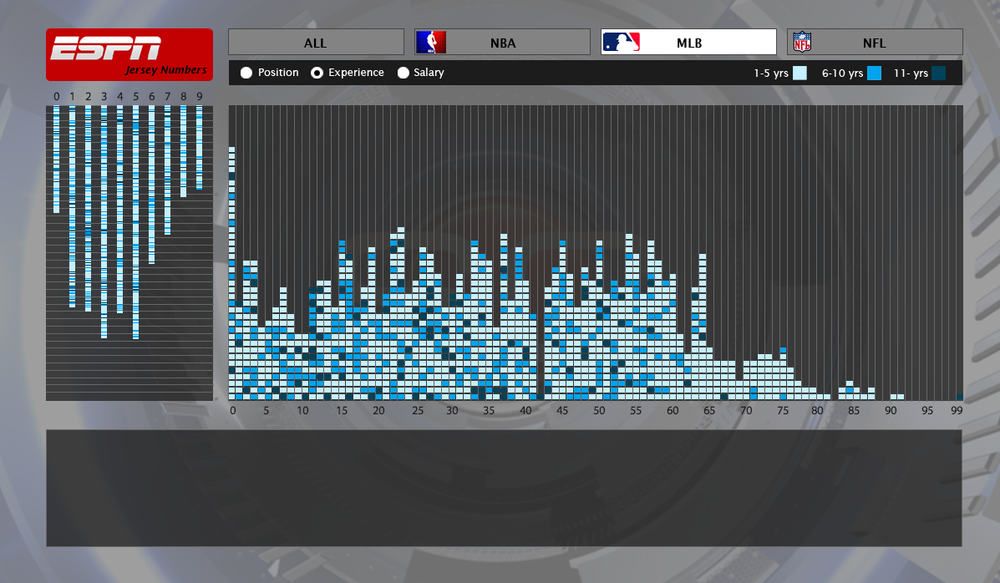 ESPN
Jersey Numbers
ALL
NBA
NBA
MLB
NFL
NFL
Position Experience Salary
1-5 yrs 6-10 yrs 11- yrs
0 1 2 3 4 5 6 7 8 9
0 5 10 15 20 25 30 35 40 45 50 55 60 65 70 75 80 85 90 95 99